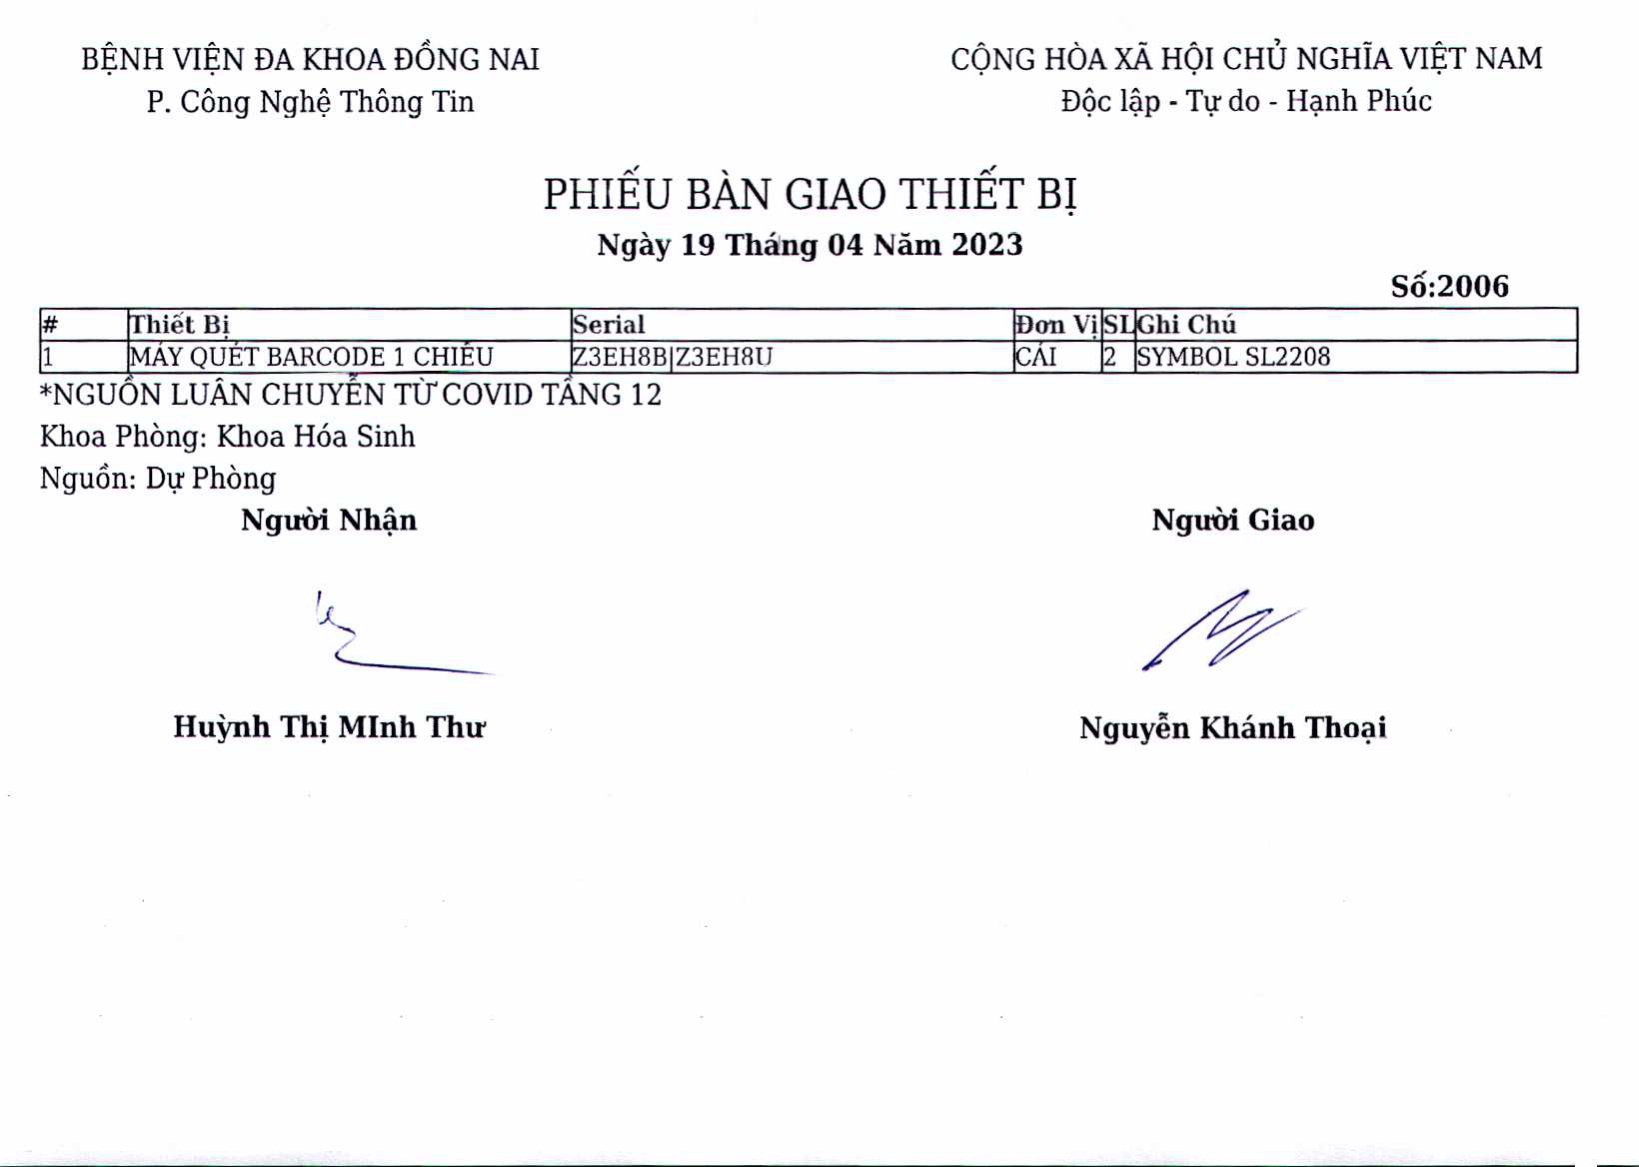 BỆNH VIỆN ĐA KHOA ĐỒNG NAI
P. Công Nghệ Thông Tin
CỘNG HÒA XÃ HỘI CHỦ NGHĨA VIỆT NAM
Độc lập - Tự do - Hạnh Phúc
PHIẾU BÀN GIAO THIẾT BỊ
Ngày 19 Tháng 04 Năm 2023
Số:2006
# Thiết Bị Serial Đơn Vị SL Ghi Chú
1 MÁY QUÉT BARCODE 1 CHIỀU Z3EH8B|Z3EH8U CÁI 2 SYMBOL SL2208
*NGUỒN LUÂN CHUYỂN TỪ COVID TẦNG 12
Khoa Phòng: Khoa Hóa Sinh
Nguồn: Dự Phòng
Người Nhận Người Giao
Huỳnh Thị MInh Thư Nguyễn Khánh Thoại